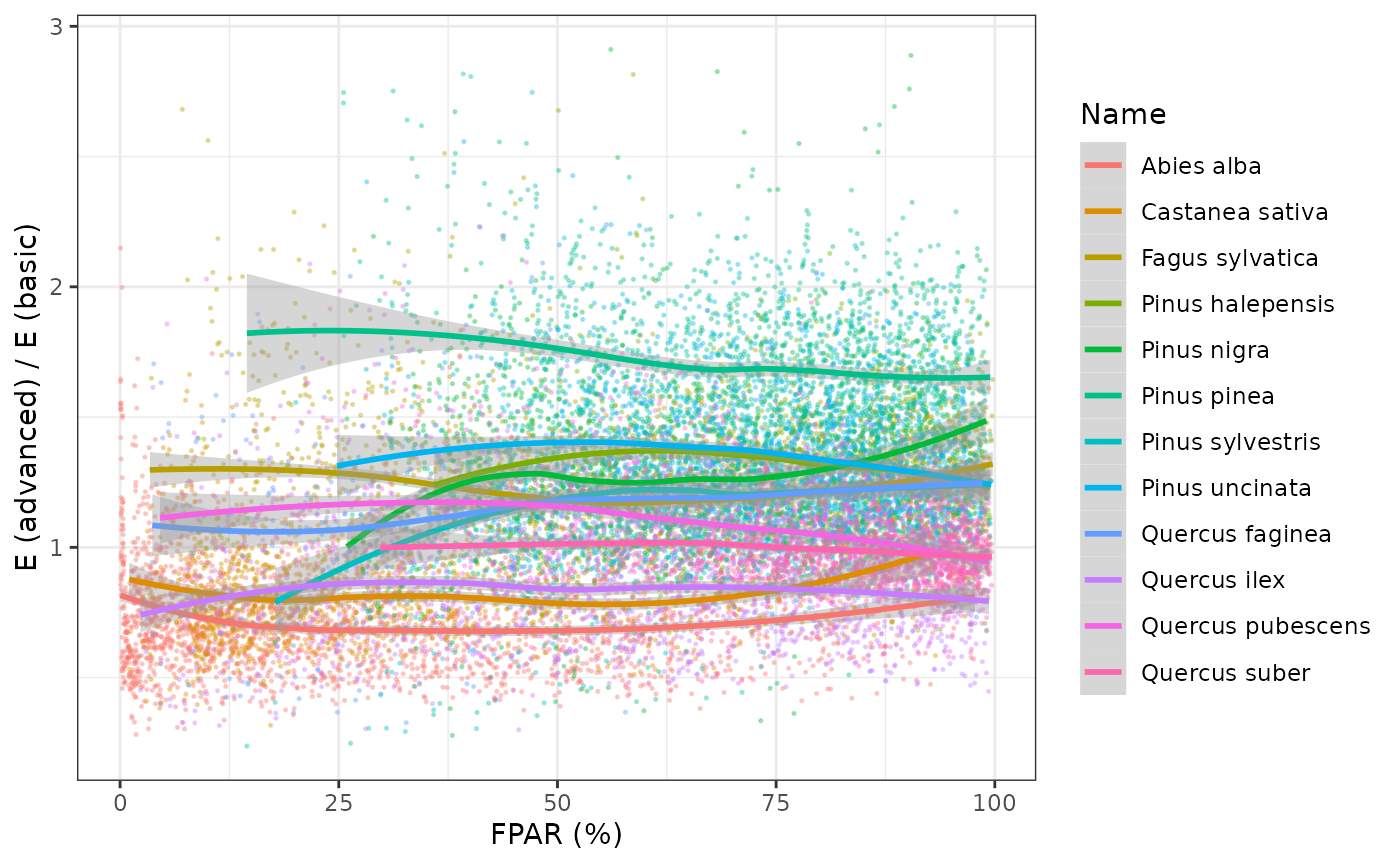 3
2
1
E (advanced) / E (basic)
0
25
50
75
100
FPAR (%)
Name
Abies alba
Castanea sativa
Fagus sylvatica
Pinus halepensis
Pinus nigra
Pinus pinea
Pinus sylvestris
Pinus uncinata
Quercus faginea
Quercus ilex
Quercus pubescens
Quercus suber